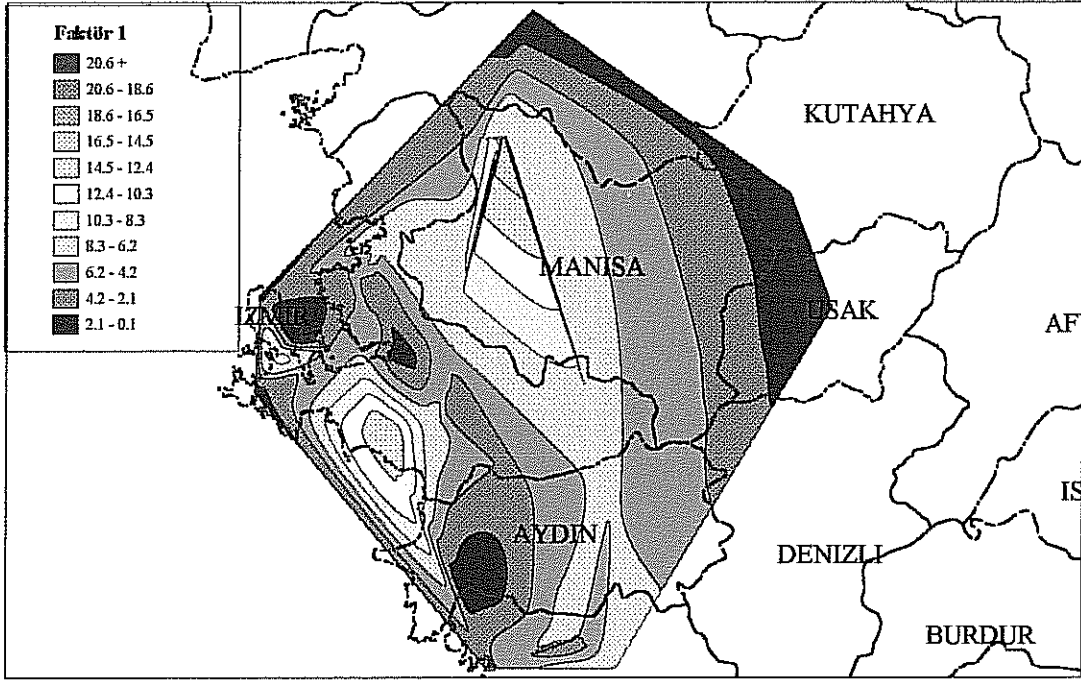 Faktör 1
20.6 +
20.6 - 18.6
18.6 - 16.5
16.5 - 14.5
14.5 - 12.4
12.4 - 10.3
10.3 - 8.3
8.3 - 6.2
6.2 - 4.2
4.2 - 2.1
2.1 - 0.1
KUTAHYA
MANISA
IZMIR
USAK
AF
IS
AYDIN
DENIZLI
BURDUR